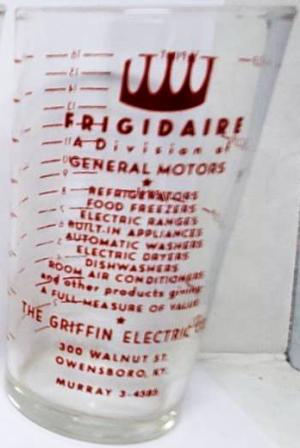 FRIGIDAIRE
A Division of
GENERAL MOTORS
REFRIGERATORS
FOOD FREEZERS
ELECTRIC RANGES
BUILT-IN APPLIANCES
AUTOMATIC WASHERS
ELECTRIC DRYERS
DISHWASHERS
ROOM AIR CONDITIONERS
and other products giving
A FULL MEASURE OF VALUE!
THE GRIFFIN ELECTRIC
300 WALNUT ST.
OWENSBORO, KY.
MURRAY 3-4585